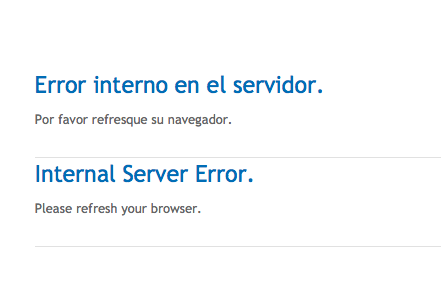 Error interno en el servidor.
Por favor refresque su navegador.
Internal Server Error.
Please refresh your browser.